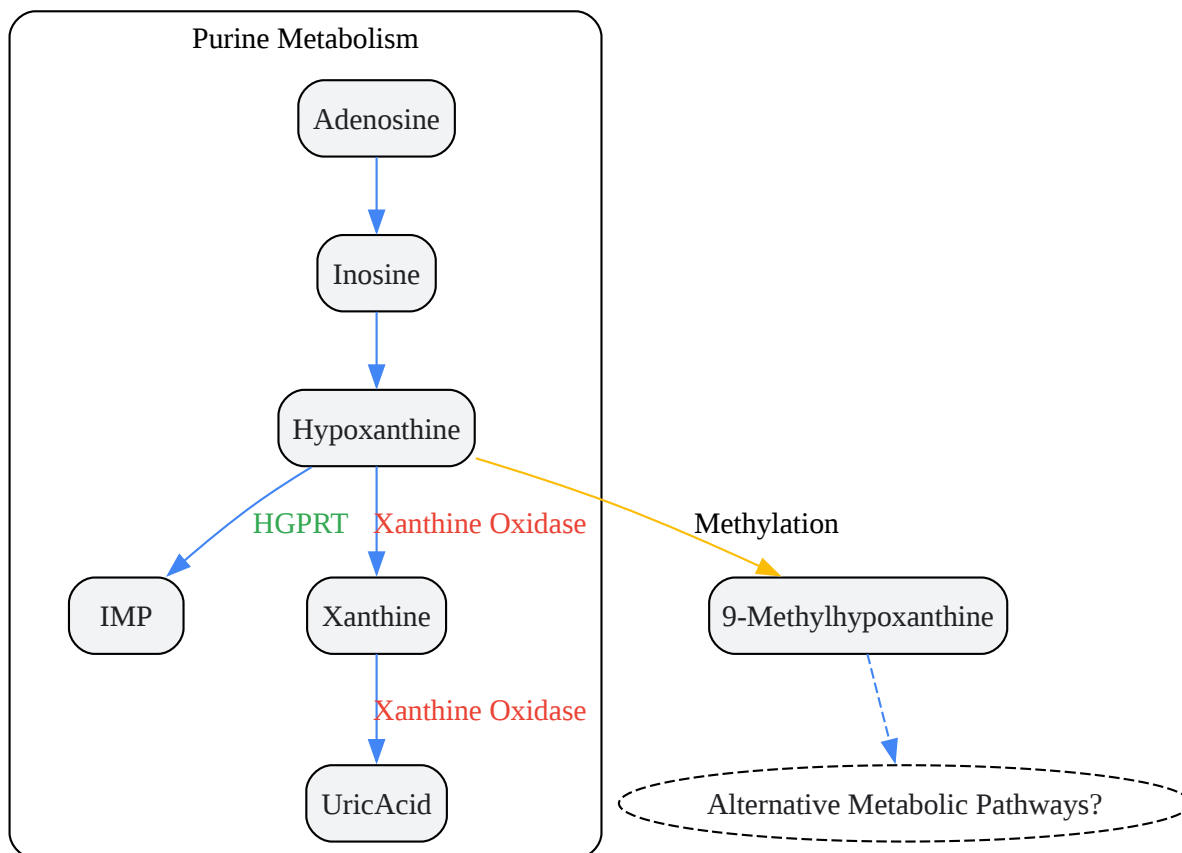 Purine Metabolism
Adenosine
Inosine
Hypoxanthine
HGPRT
Xanthine Oxidase
Methylation
IMP
Xanthine
9-Methylhypoxanthine
Xanthine Oxidase
UricAcid
Alternative Metabolic Pathways?